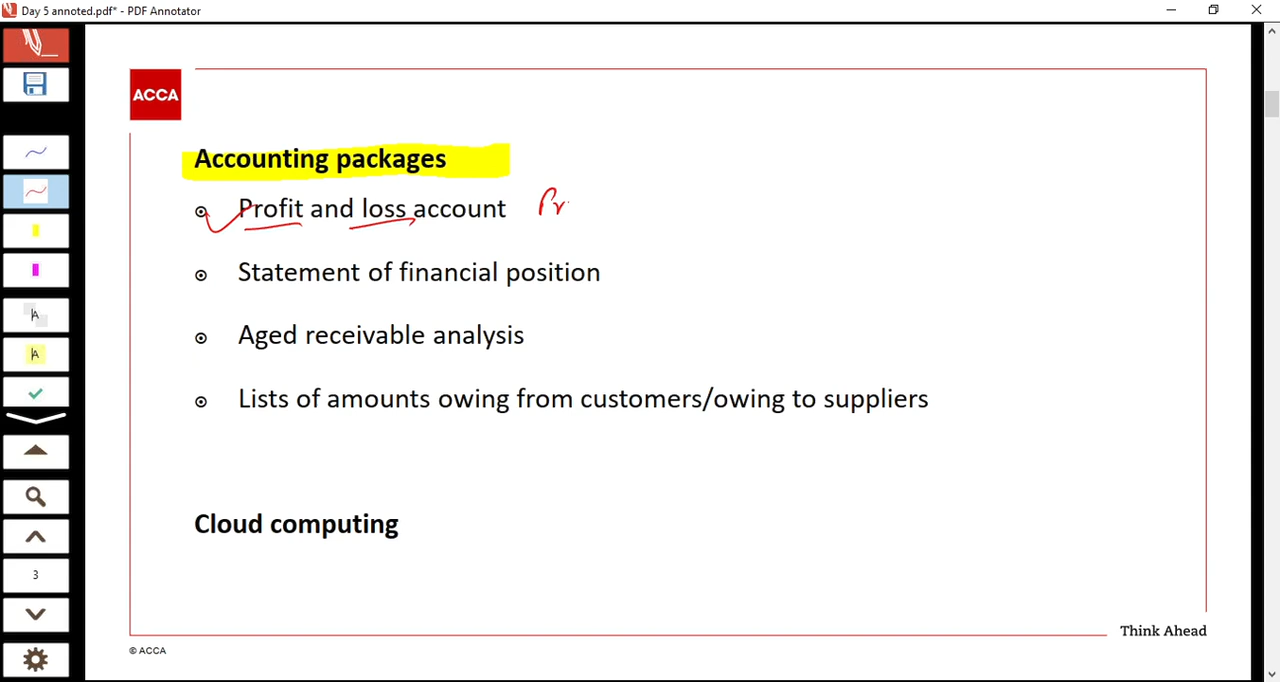 Day 5 annoted.pdf* - PDF Annotator
ACCA
Accounting packages
Profit and loss account Pr
Statement of financial position
Aged receivable analysis
Lists of amounts owing from customers/owing to suppliers
Cloud computing
3
Think Ahead
© ACCA